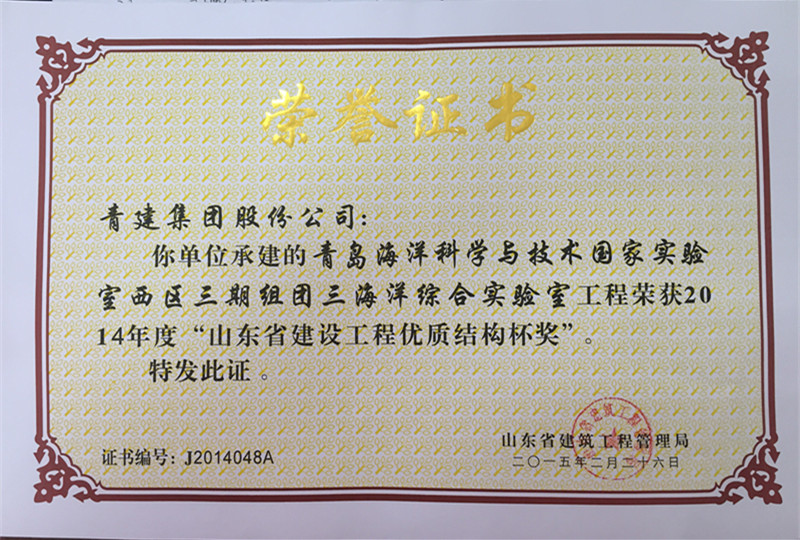 荣誉证书
青建集团股份公司：
你单位承建的青岛海洋科学与技术国家实验
室西区三期组团三海洋综合实验室工程荣获20
14年度“山东省建设工程优质结构杯奖”。
特发此证。
山东省建筑工程管理局
证书编号：J2014048A
二〇一五年二月二十六日